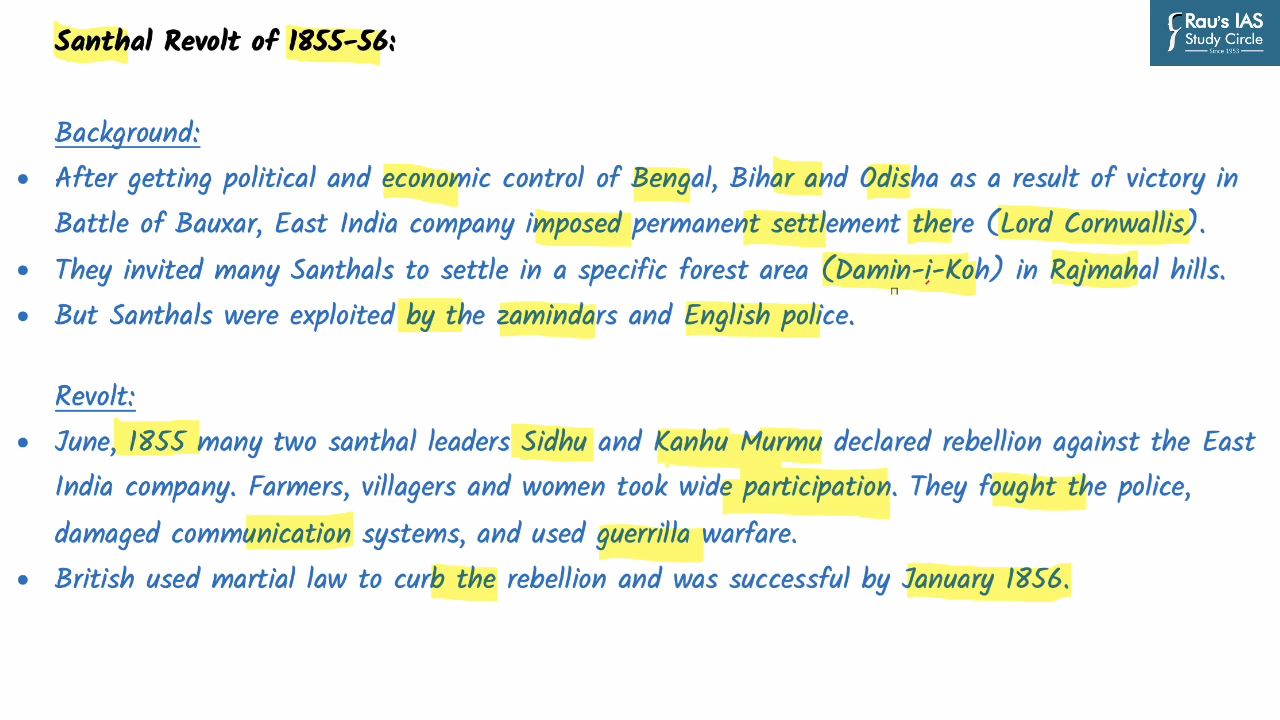 Santhal Revolt of 1855-56:
Rau's IAS
Study Circle
Since 1953
Background:
• After getting political and economic control of Bengal, Bihar and Odisha as a result of victory in
Battle of Bauxar, East India company imposed permanent settlement there (Lord Cornwallis).
• They invited many Santhals to settle in a specific forest area (Damin-i-Koh) in Rajmahal hills.
• But Santhals were exploited by the zamindars and English police.
Revolt:
• June, 1855 many two santhal leaders Sidhu and Kanhu Murmu declared rebellion against the East
India company. Farmers, villagers and women took wide participation. They fought the police,
damaged communication systems, and used guerrilla warfare.
• British used martial law to curb the rebellion and was successful by January 1856.